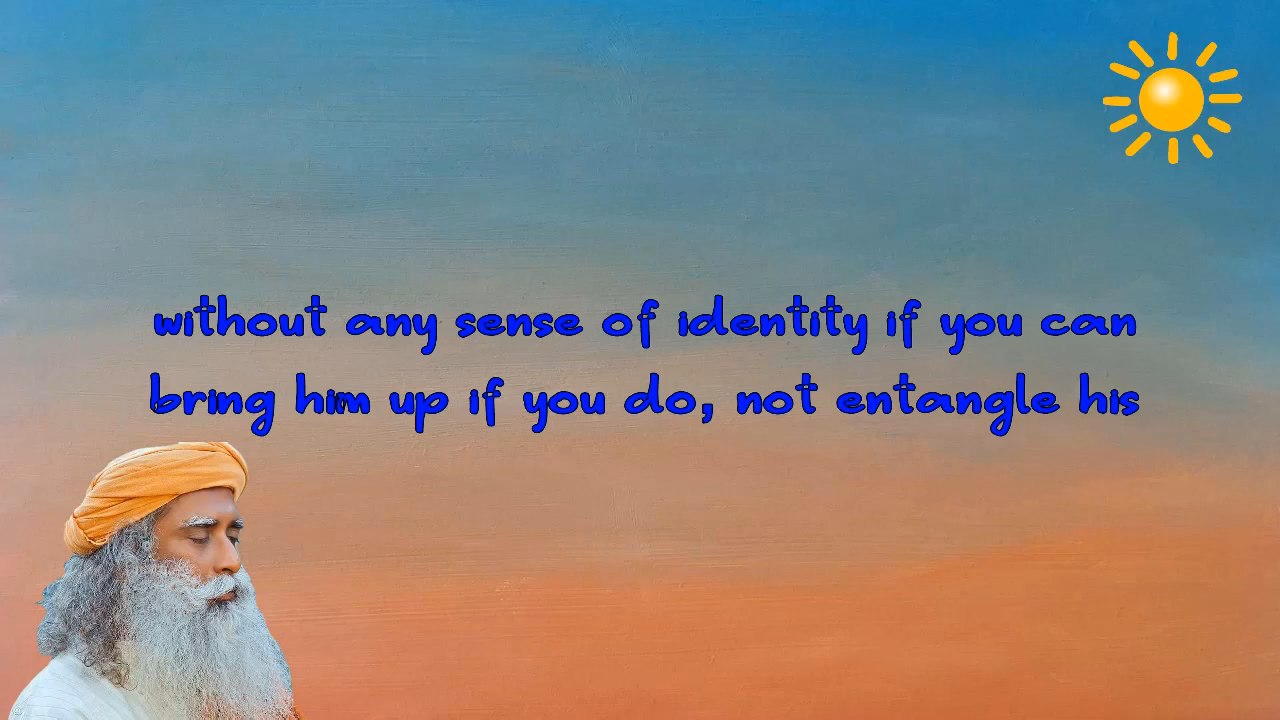 without any sense of identity if you can
bring him up if you do, not entangle his